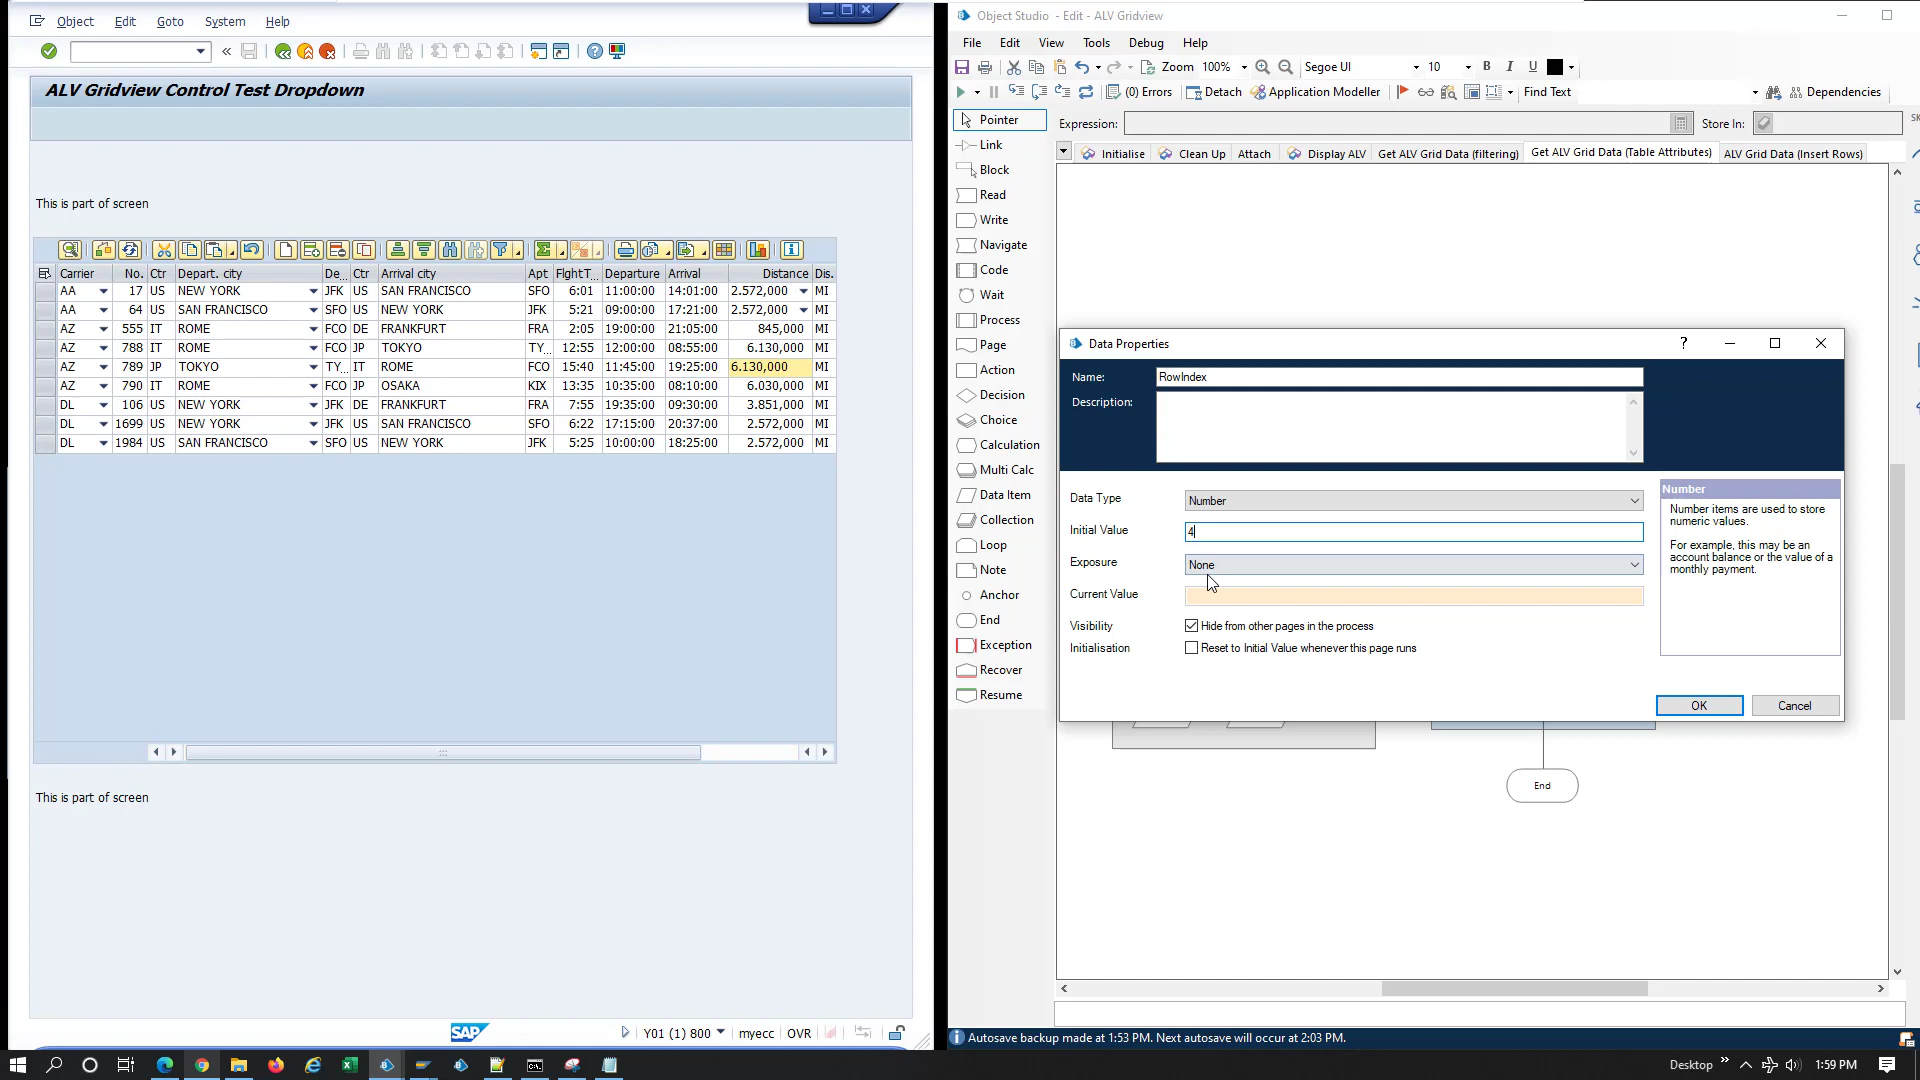 Object Edit Goto System Help
ALV Gridview Control Test Dropdown
This is part of screen
Carrier No. Ctr Depart. city De... Ctr Arrival city Apt FlghtT... Departure Arrival Distance Dis.
AA 17 US NEW YORK JFK US SAN FRANCISCO SFO 6:01 11:00:00 14:01:00 2.572,000 MI
AA 64 US SAN FRANCISCO SFO US NEW YORK JFK 5:21 09:00:00 17:21:00 2.572,000 MI
AZ 555 IT ROME FCO DE FRANKFURT FRA 2:05 19:00:00 21:05:00 845,000 MI
AZ 788 IT ROME FCO JP TOKYO TY... 12:55 12:00:00 08:55:00 6.130,000 MI
AZ 789 JP TOKYO TY... IT ROME FCO 15:40 11:45:00 19:25:00 6.130,000 MI
AZ 790 IT ROME FCO JP OSAKA KIX 13:35 10:35:00 08:10:00 6.030,000 MI
DL 106 US NEW YORK JFK DE FRANKFURT FRA 7:55 19:35:00 09:30:00 3.851,000 MI
DL 1699 US NEW YORK JFK US SAN FRANCISCO SFO 6:22 17:15:00 20:37:00 2.572,000 MI
DL 1984 US SAN FRANCISCO SFO US NEW YORK JFK 5:25 10:00:00 18:25:00 2.572,000 MI
This is part of screen
SAP Y01 (1) 800 myecc OVR
Object Studio - Edit - ALV Gridview
File Edit View Tools Debug Help
Zoom 100% Segoe UI 10 B I U
(0) Errors Detach Application Modeller Find Text Dependencies
Expression: Store In:
Initialise Clean Up Attach Display ALV Get ALV Grid Data (filtering) Get ALV Grid Data (Table Attributes) ALV Grid Data (Insert Rows)
Pointer
Link
Block
Read
Write
Navigate
Code
Wait
Process
Page
Action
Decision
Choice
Calculation
Multi Calc
Data Item
Collection
Loop
Note
Anchor
End
Exception
Recover
Resume
Data Properties ?
Name: RowIndex
Description:
Data Type Number
Initial Value 4
Exposure None
Current Value
Visibility Hide from other pages in the process
Initialisation Reset to Initial Value whenever this page runs
Number
Number items are used to store
numeric values.
For example, this may be an
account balance or the value of a
monthly payment.
OK Cancel
End
Autosave backup made at 1:53 PM. Next autosave will occur at 2:03 PM.
Desktop 1:59 PM